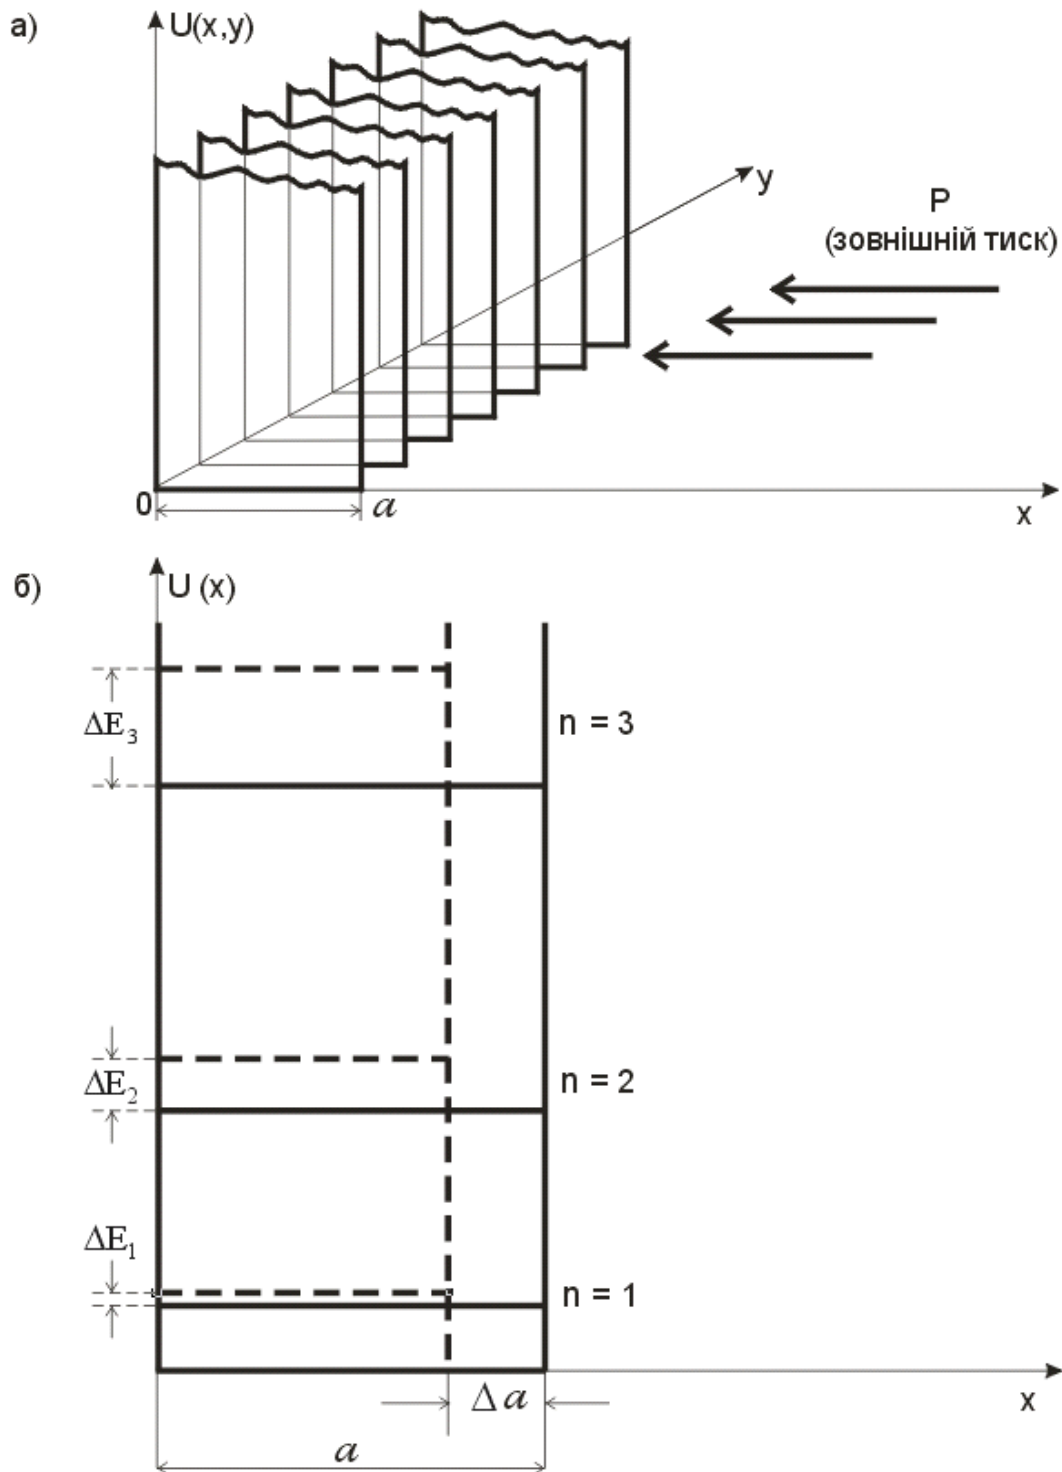 а)
U(x,y)
y
P
(зовнішній тиск)
0
a
x
б)
U (x)
ΔE₃
n = 3
ΔE₂
n = 2
ΔE₁
n = 1
x
Δa
a